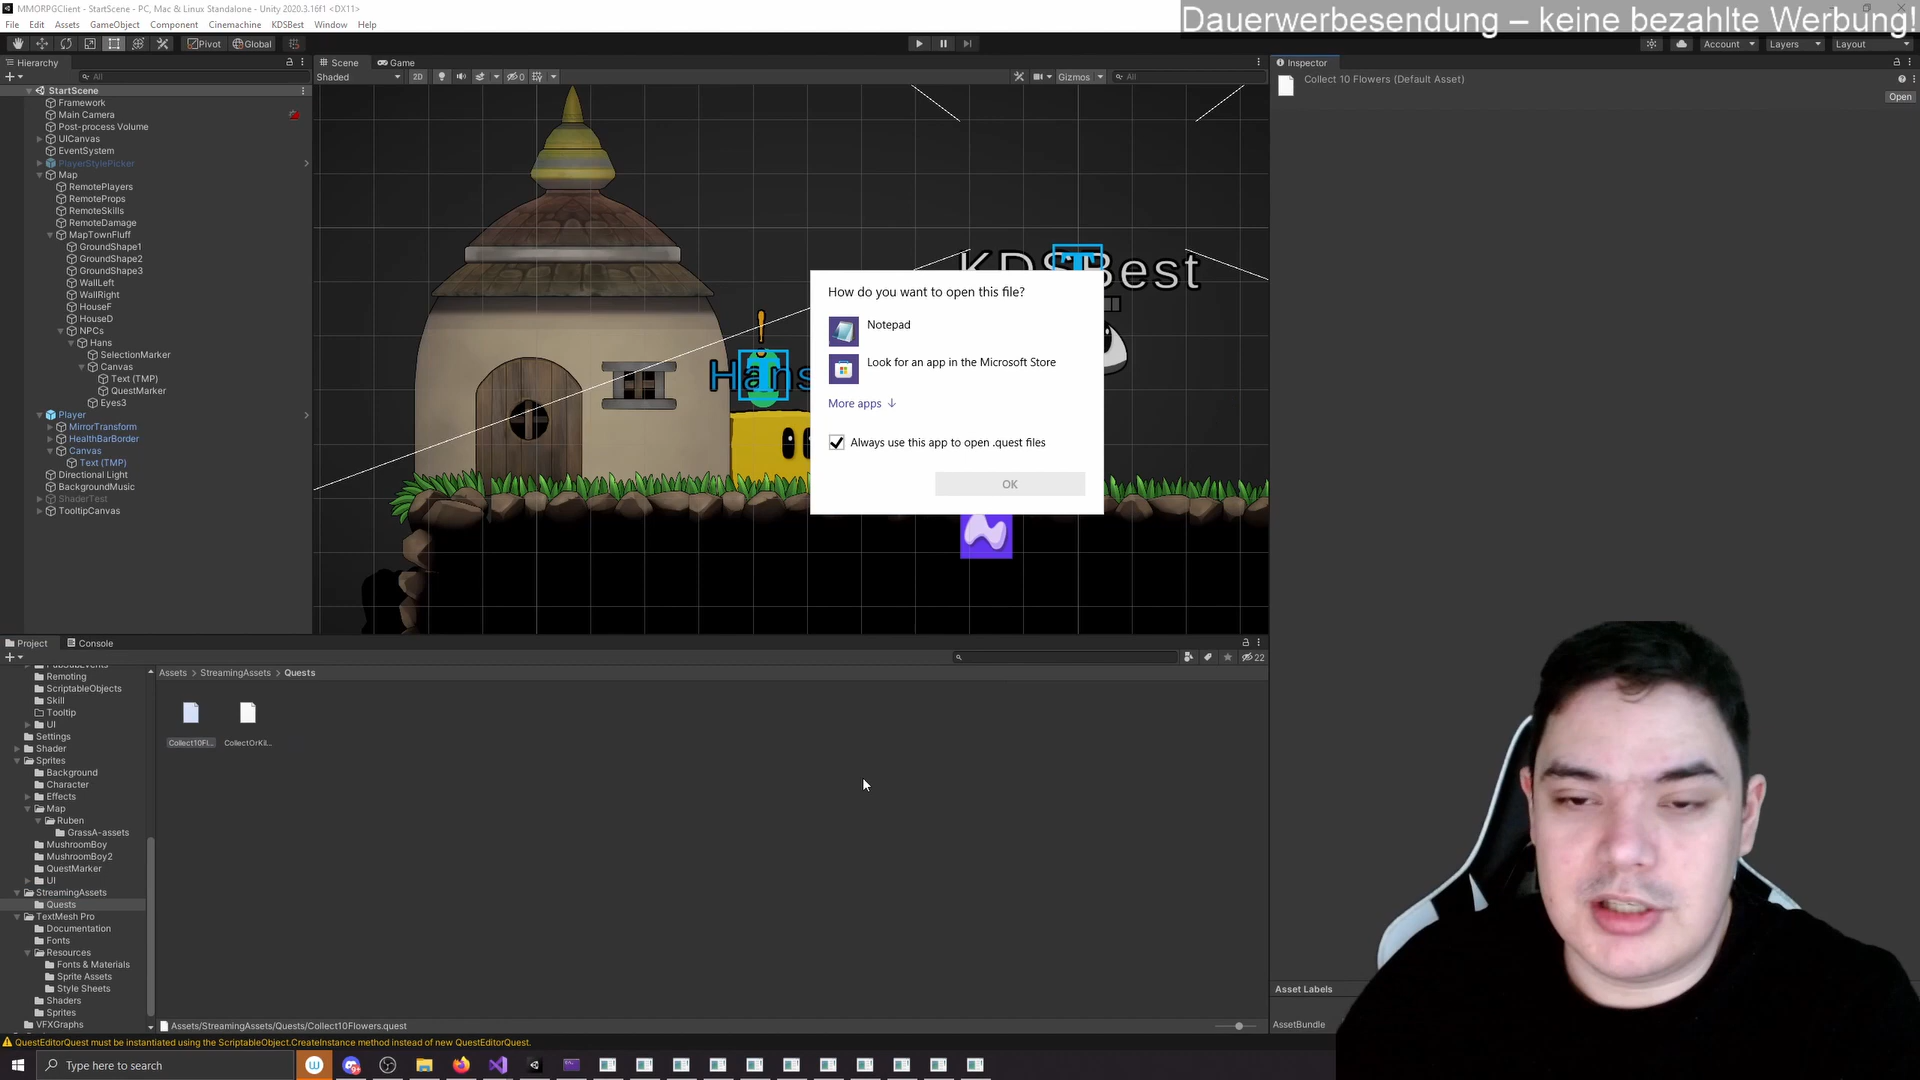 MMORPGClient - StartScene - PC, Mac & Linux Standalone - Unity 2020.3.16f1 <DX11>
Dauerwerbesendung – keine bezahlte Werbung!
File Edit Assets GameObject Component Cinemachine KDSBest Window Help
Pivot Global Account Layers Layout
Hierarchy
All
StartScene
Framework
Main Camera
Post-process Volume
UICanvas
EventSystem
PlayerStylePicker
Map
RemotePlayers
RemoteProps
RemoteSkills
RemoteDamage
MapTownFluff
GroundShape1
GroundShape2
GroundShape3
WallLeft
WallRight
HouseF
HouseD
NPCs
Hans
SelectionMarker
Canvas
Text (TMP)
QuestMarker
Eyes3
Player
MirrorTransform
HealthBarBorder
Canvas
Text (TMP)
Directional Light
BackgroundMusic
ShaderTest
TooltipCanvas
Scene Game
Shaded 2D 0 Gizmos All
KDSBest
Hans
How do you want to open this file?
Notepad
Look for an app in the Microsoft Store
More apps
Always use this app to open .quest files
OK
Inspector
Collect 10 Flowers (Default Asset)
Open
Project Console
22
Remoting
ScriptableObjects
Skill
Tooltip
UI
Settings
Shader
Sprites
Background
Character
Effects
Map
Ruben
GrassA-assets
MushroomBoy
MushroomBoy2
QuestMarker
UI
StreamingAssets
Quests
TextMesh Pro
Documentation
Fonts
Resources
Fonts & Materials
Sprite Assets
Style Sheets
Shaders
Sprites
VFXGraphs
Assets > StreamingAssets > Quests
Collect10Fl... CollectOrKil...
Assets/StreamingAssets/Quests/Collect10Flowers.quest
Asset Labels
AssetBundle
QuestEditorQuest must be instantiated using the ScriptableObject.CreateInstance method instead of new QuestEditorQuest.
Type here to search